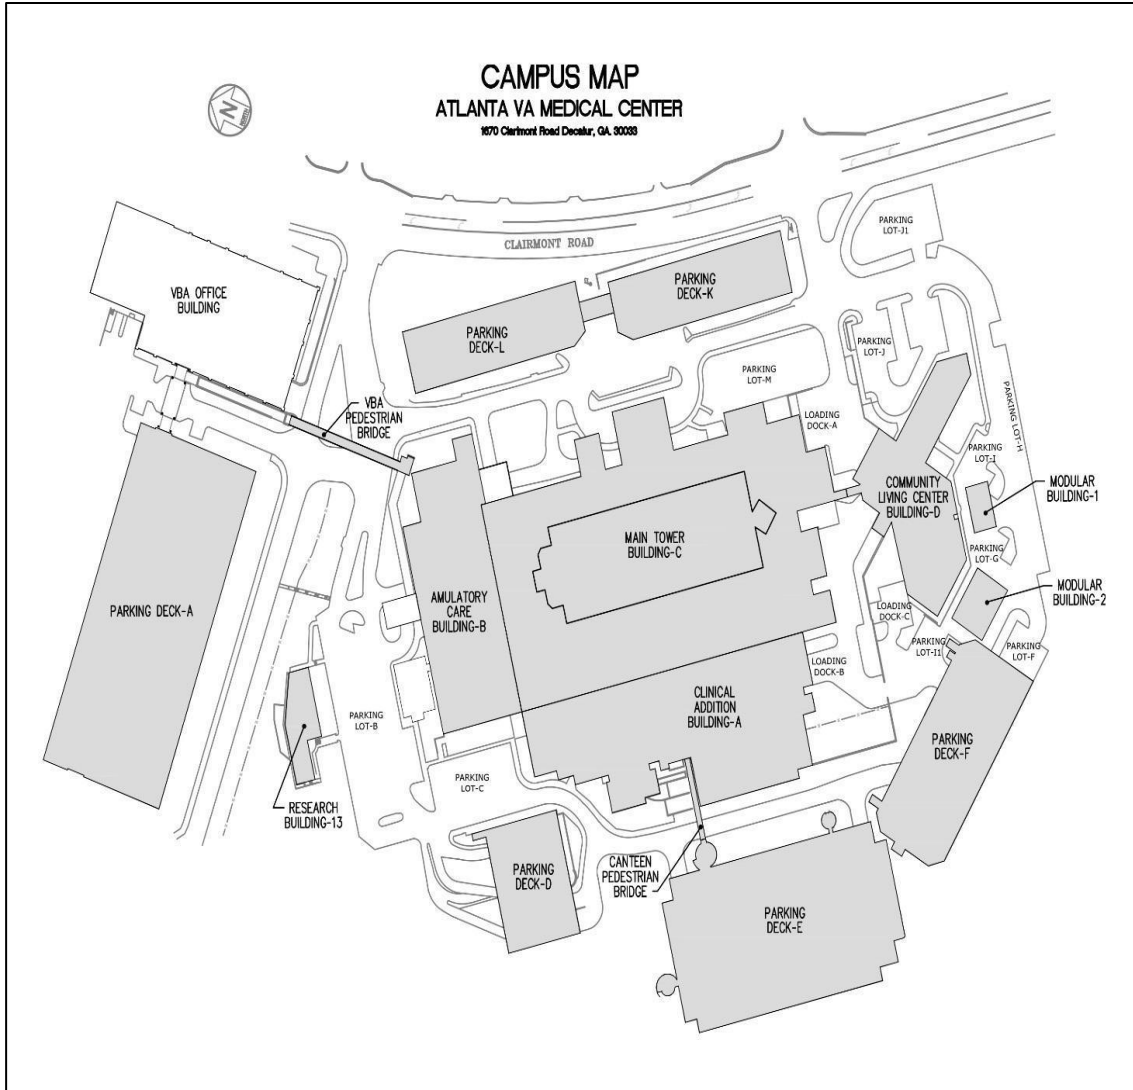 CAMPUS MAP
ATLANTA VA MEDICAL CENTER
1670 Clairmont Road Decatur, GA. 30033
N
NORTH
CLAIRMONT ROAD
PARKING
LOT-J1
VBA OFFICE
BUILDING
PARKING
DECK-K
PARKING
DECK-L
PARKING
LOT-J
PARKING
LOT-M
PARKING LOT-H
VBA
PEDESTRIAN
BRIDGE
LOADING
DOCK-A
PARKING
LOT-I
COMMUNITY
LIVING CENTER
BUILDING-D
MODULAR
BUILDING-1
MAIN TOWER
BUILDING-C
PARKING
LOT-G
MODULAR
BUILDING-2
PARKING DECK-A
AMULATORY
CARE
BUILDING-B
LOADING
DOCK-C
PARKING
LOT-I1
PARKING
LOT-F
LOADING
DOCK-B
CLINICAL
ADDITION
BUILDING-A
PARKING
LOT-B
PARKING
DECK-F
PARKING
LOT-C
RESEARCH
BUILDING-13
PARKING
DECK-D
CANTEEN
PEDESTRIAN
BRIDGE
PARKING
DECK-E